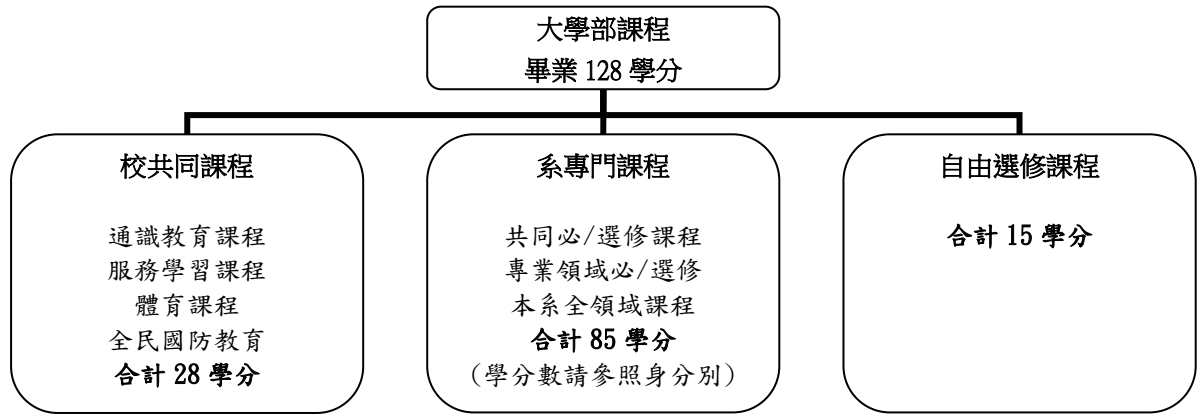 大學部課程
畢業 128 學分
校共同課程
通識教育課程
服務學習課程
體育課程
全民國防教育
合計 28 學分
系專門課程
共同必/選修課程
專業領域必/選修
本系全領域課程
合計 85 學分
(學分數請參照身分別)
自由選修課程
合計 15 學分